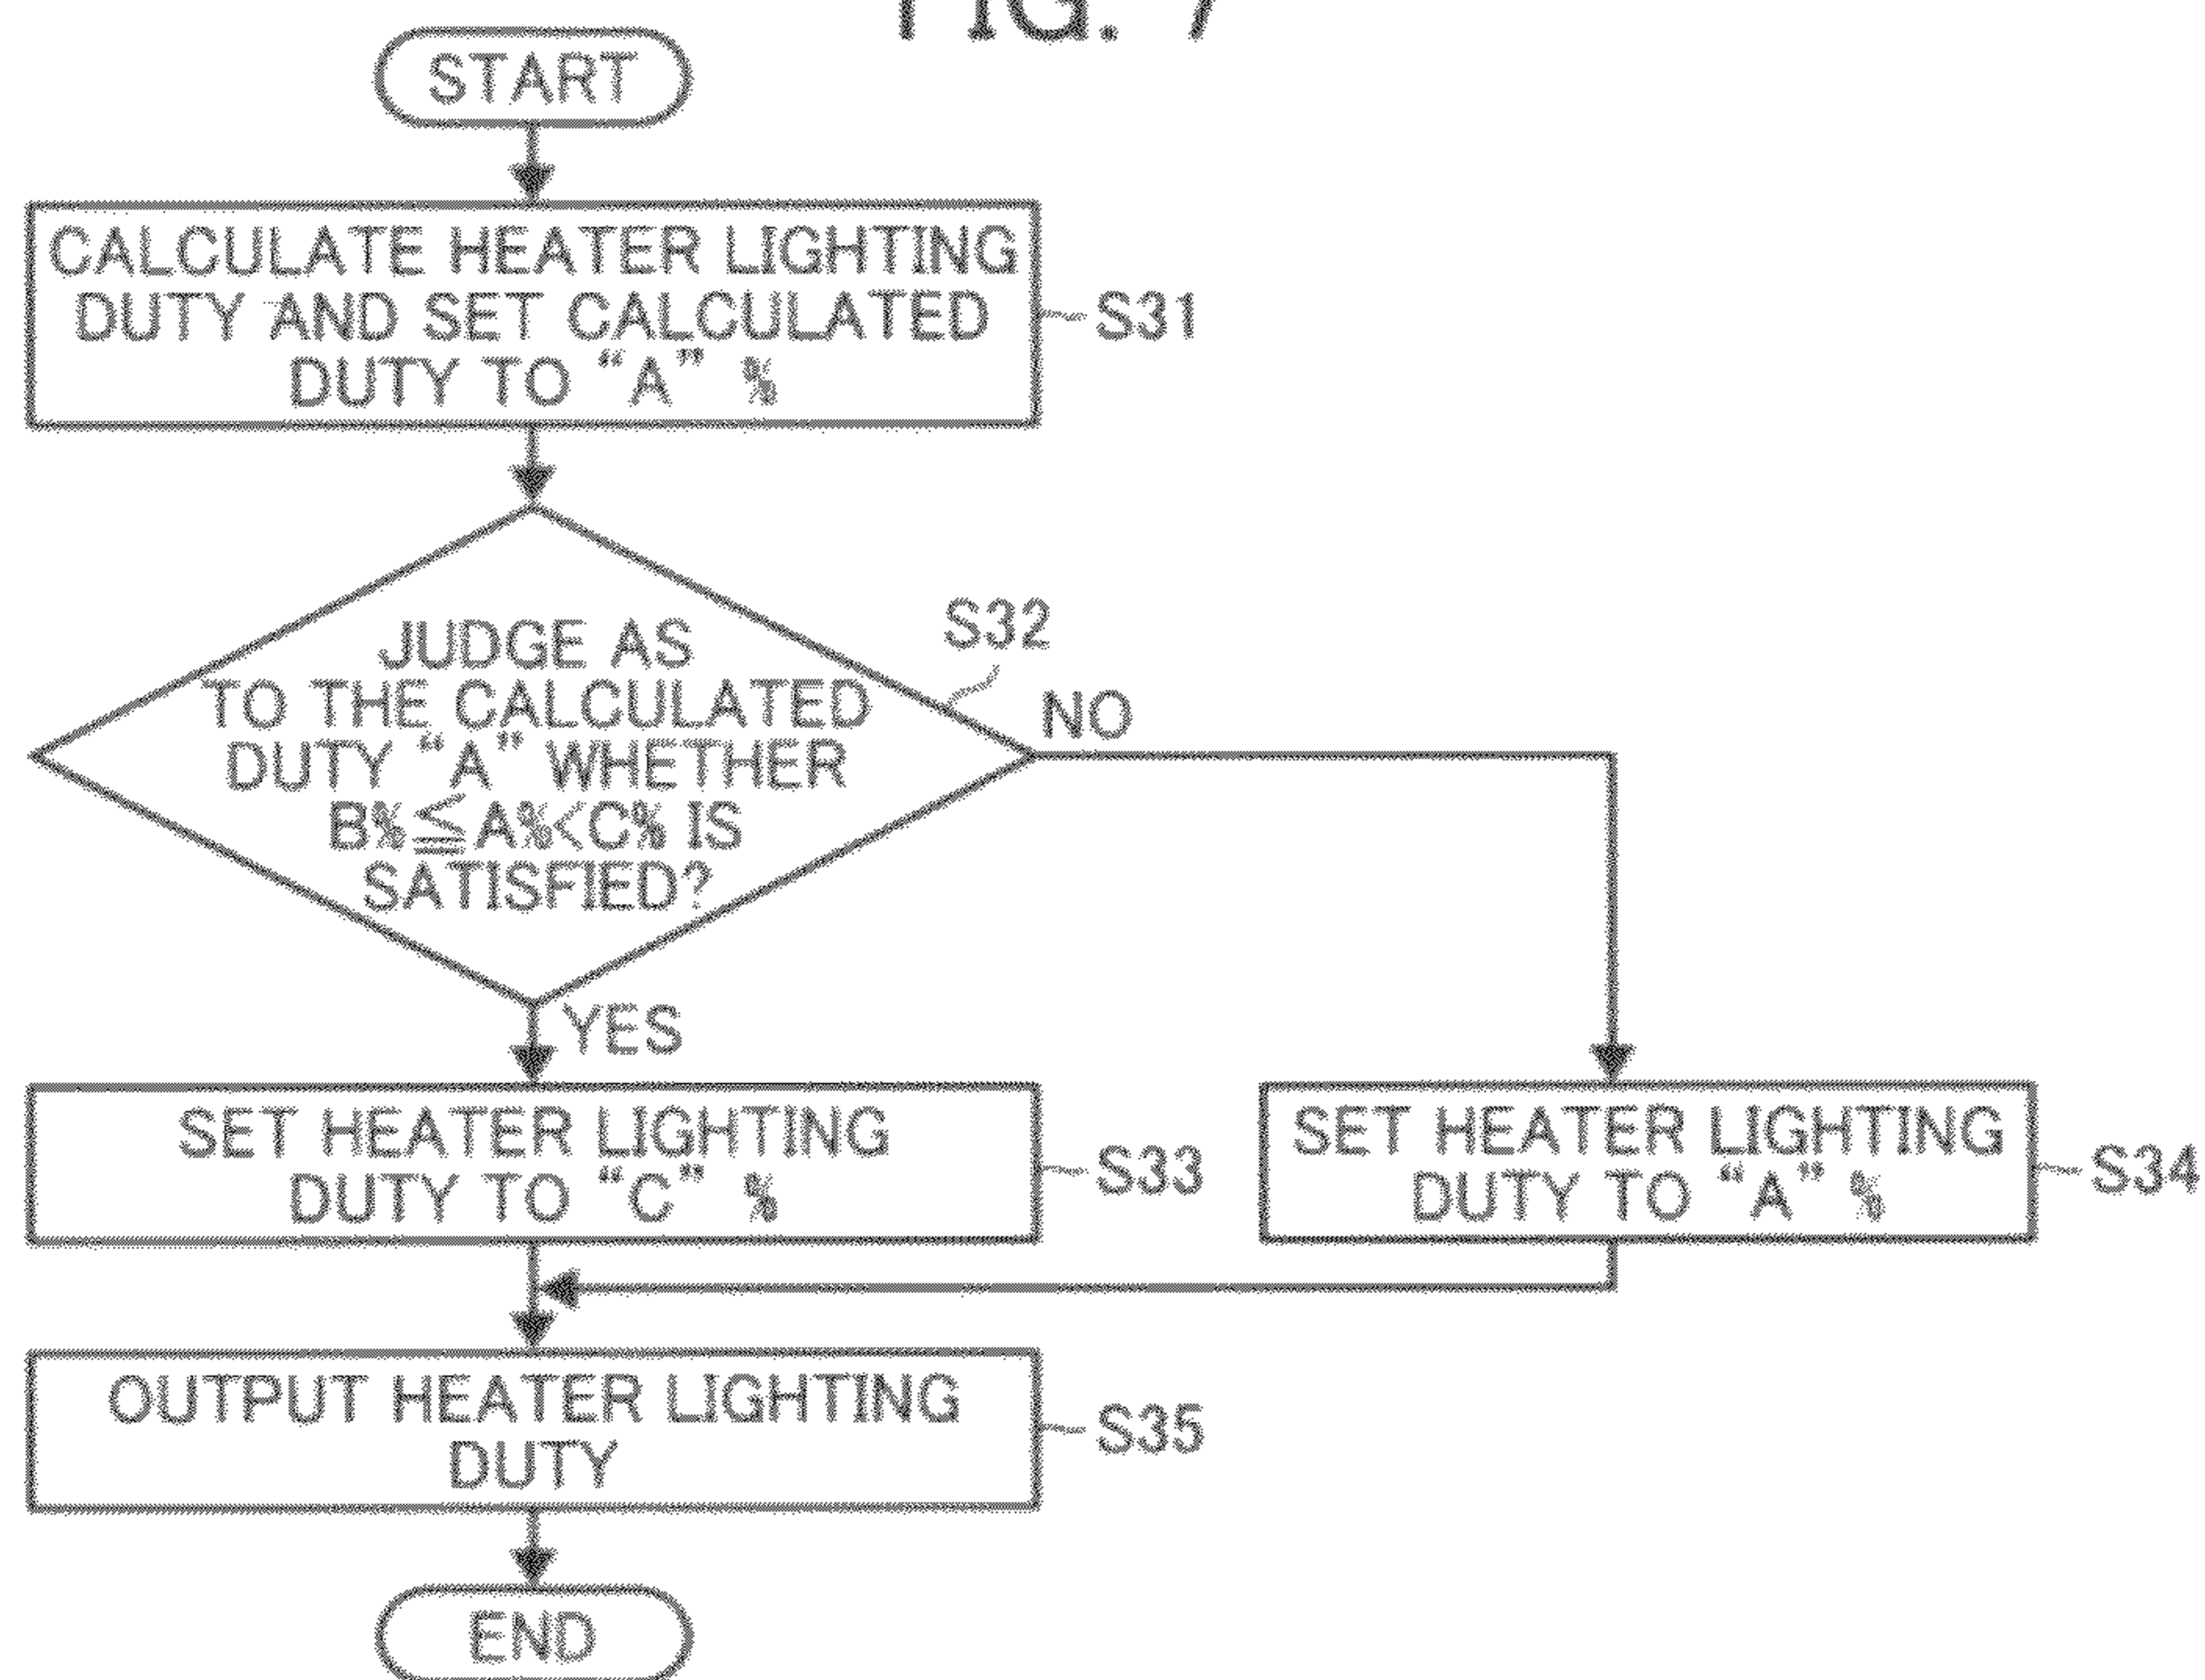 FIG. 7
START
CALCULATE HEATER LIGHTING
DUTY AND SET CALCULATED
DUTY TO “A” %
S31
JUDGE AS
TO THE CALCULATED
DUTY “A” WHETHER
B%≦A%<C% IS
SATISFIED?
S32
NO
YES
SET HEATER LIGHTING
DUTY TO “C” %
S33
SET HEATER LIGHTING
DUTY TO “A” %
S34
OUTPUT HEATER LIGHTING
DUTY
S35
END